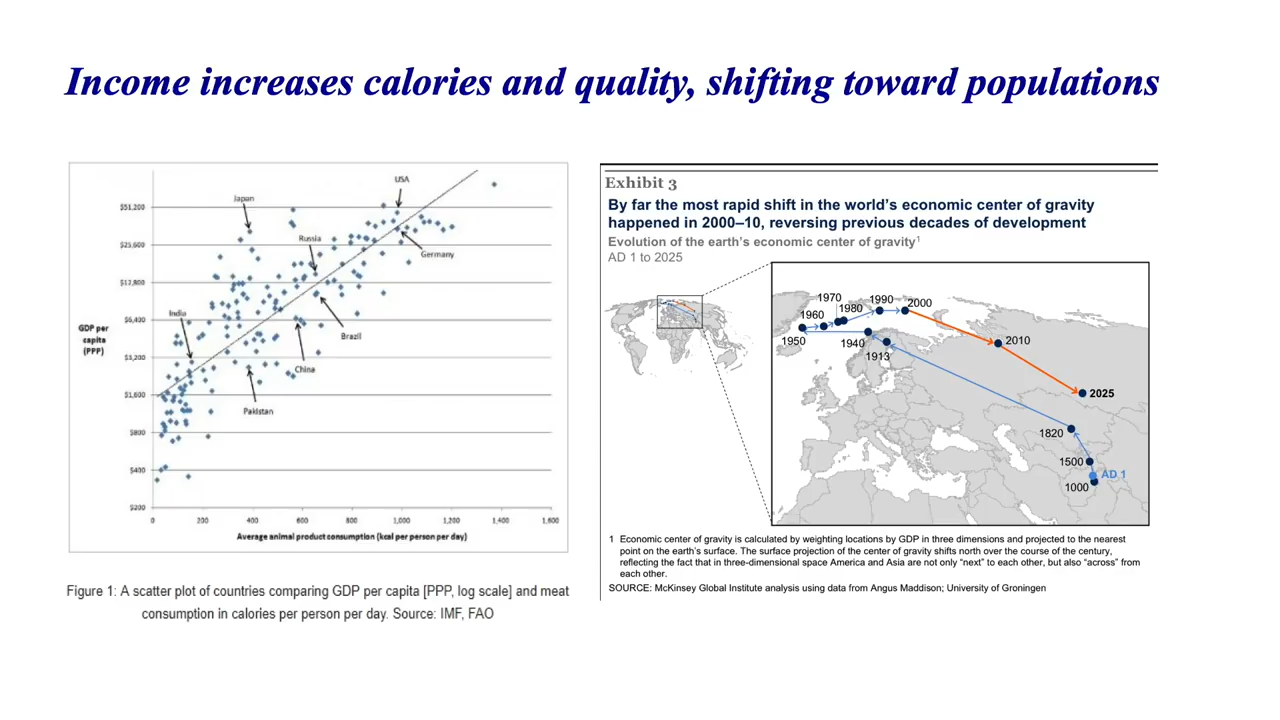 Income increases calories and quality, shifting toward populations
USA
Japan
$51,200
Russia
$25,600
Germany
$12,800
India
$6,400
GDP per
capita
(PPP)
Brazil
$3,200
China
$1,600
Pakistan
$800
$400
$200
0 200 400 600 800 1,000 1,200 1,400 1,600
Average animal product consumption (kcal per person per day)
Figure 1: A scatter plot of countries comparing GDP per capita [PPP, log scale] and meat
consumption in calories per person per day. Source: IMF, FAO
Exhibit 3
By far the most rapid shift in the world's economic center of gravity
happened in 2000–10, reversing previous decades of development
Evolution of the earth's economic center of gravity1
AD 1 to 2025
1970
1990
2000
1960
1980
1950
1940
2010
1913
2025
1820
1500
AD 1
1000
1 Economic center of gravity is calculated by weighting locations by GDP in three dimensions and projected to the nearest
point on the earth's surface. The surface projection of the center of gravity shifts north over the course of the century,
reflecting the fact that in three-dimensional space America and Asia are not only “next” to each other, but also “across” from
each other.
SOURCE: McKinsey Global Institute analysis using data from Angus Maddison; University of Groningen